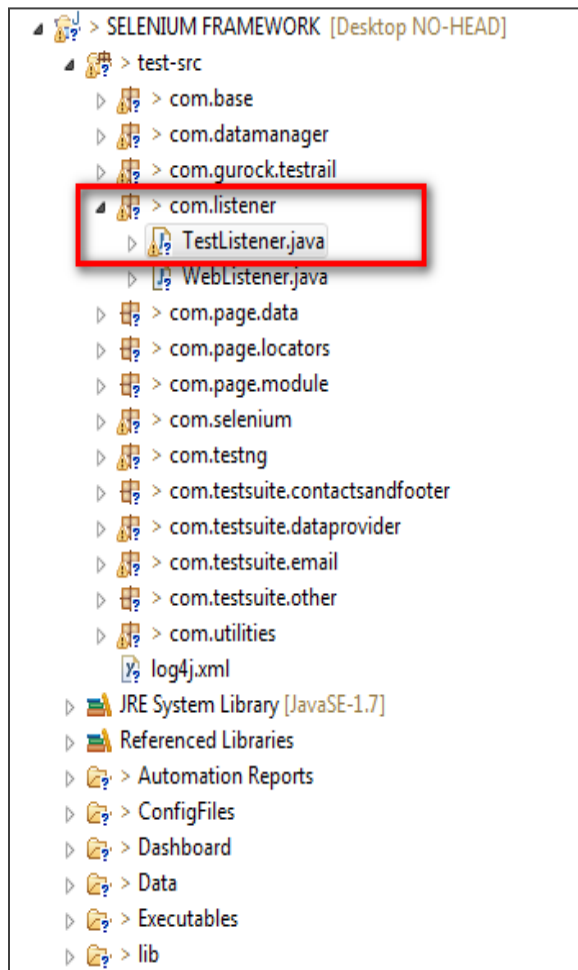 > SELENIUM FRAMEWORK [Desktop NO-HEAD]
> test-src
> com.base
> com.datamanager
> com.gurock.testrail
> com.listener
TestListener.java
WebListener.java
> com.page.data
> com.page.locators
> com.page.module
> com.selenium
> com.testng
> com.testsuite.contactsandfooter
> com.testsuite.dataprovider
> com.testsuite.email
> com.testsuite.other
> com.utilities
log4j.xml
JRE System Library [JavaSE-1.7]
Referenced Libraries
> Automation Reports
> ConfigFiles
> Dashboard
> Data
> Executables
> lib